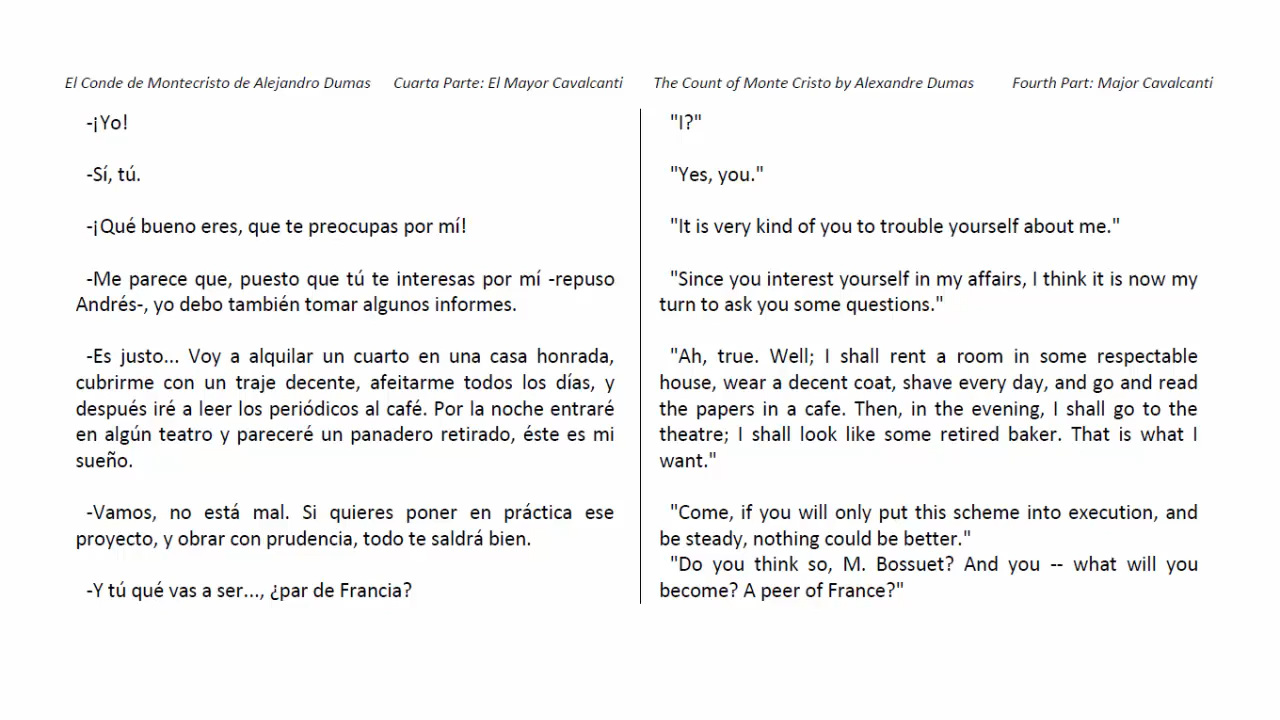 El Conde de Montecristo de Alejandro Dumas Cuarta Parte: El Mayor Cavalcanti
-¡Yo!
-Sí, tú.
-¡Qué bueno eres, que te preocupas por mí!
-Me parece que, puesto que tú te interesas por mí -repuso
Andrés-, yo debo también tomar algunos informes.
-Es justo... Voy a alquilar un cuarto en una casa honrada,
cubrirme con un traje decente, afeitarme todos los días, y
después iré a leer los periódicos al café. Por la noche entraré
en algún teatro y pareceré un panadero retirado, éste es mi
sueño.
-Vamos, no está mal. Si quieres poner en práctica ese
proyecto, y obrar con prudencia, todo te saldrá bien.
-Y tú qué vas a ser..., ¿par de Francia?
The Count of Monte Cristo by Alexandre Dumas Fourth Part: Major Cavalcanti
"I?"
"Yes, you."
"It is very kind of you to trouble yourself about me."
"Since you interest yourself in my affairs, I think it is now my
turn to ask you some questions."
"Ah, true. Well; I shall rent a room in some respectable
house, wear a decent coat, shave every day, and go and read
the papers in a cafe. Then, in the evening, I shall go to the
theatre; I shall look like some retired baker. That is what I
want."
"Come, if you will only put this scheme into execution, and
be steady, nothing could be better."
"Do you think so, M. Bossuet? And you -- what will you
become? A peer of France?"